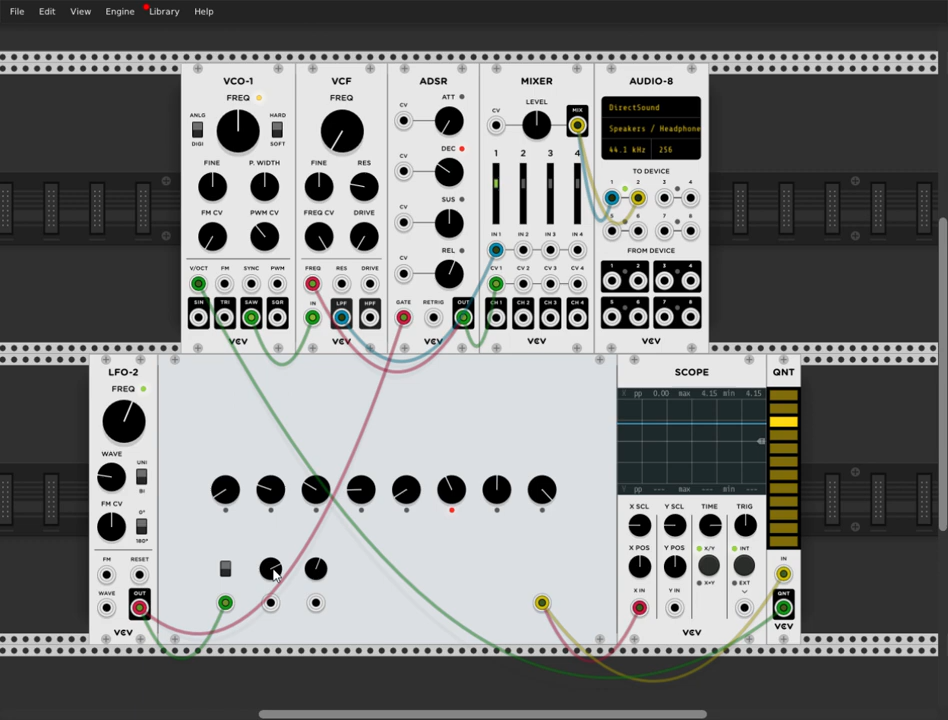 File Edit View Engine Library Help
VCO-1 VCF ADSR MIXER AUDIO-8
FREQ FREQ ATT LEVEL
CV CV MIX
DirectSound
ANLG HARD
Speakers / Headphone
DIGI SOFT
DEC 1 2 3 4 44.1 kHz 256
FINE P. WIDTH FINE RES CV
TO DEVICE
1 2 3 4
SUS
FM CV PWM CV FREQ CV DRIVE CV
5 6 7 8
IN 1 IN 2 IN 3 IN 4
REL FROM DEVICE
V/OCT FM SYNC PWM FREQ RES DRIVE CV CV 1 CV 2 CV 3 CV 4 1 2 3 4
SIN TRI SAW SQR IN LPF HPF GATE RETRIG OUT CH 1 CH 2 CH 3 CH 4 5 6 7 8
VCV VCV VCV VCV VCV
LFO-2 SCOPE QNT
FREQ
pp 0.00 max 4.15 min 4.15
WAVE UNI
BI
FM CV 0°
180°
pp --- max --- min ---
X SCL Y SCL TIME TRIG
X POS Y POS X/Y INT
FM RESET IN
X×Y EXT
WAVE OUT X IN Y IN QNT
VCV VCV VCV